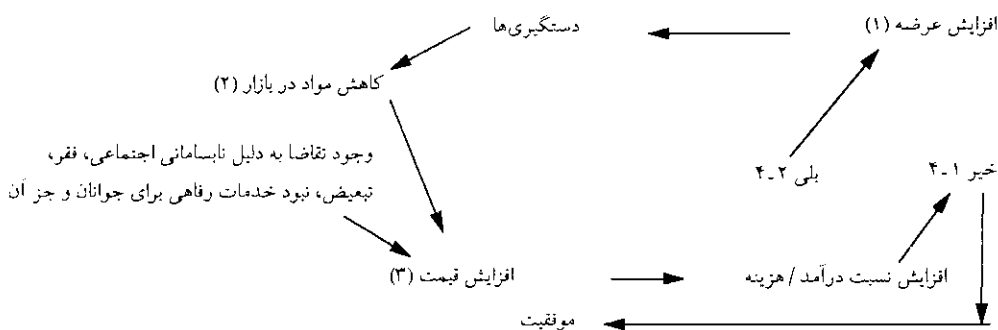 افزایش عرضه (۱)
دستگیری‌ها
کاهش مواد در بازار (۲)
وجود تقاضا به دلیل نابسامانی اجتماعی، فقر،
تبعیض، نبود خدمات رفاهی برای جوانان و جز آن
خیر ۱-۴
بلی ۲-۴
افزایش قیمت (۳)
افزایش نسبت درآمد / هزینه
موفقیت